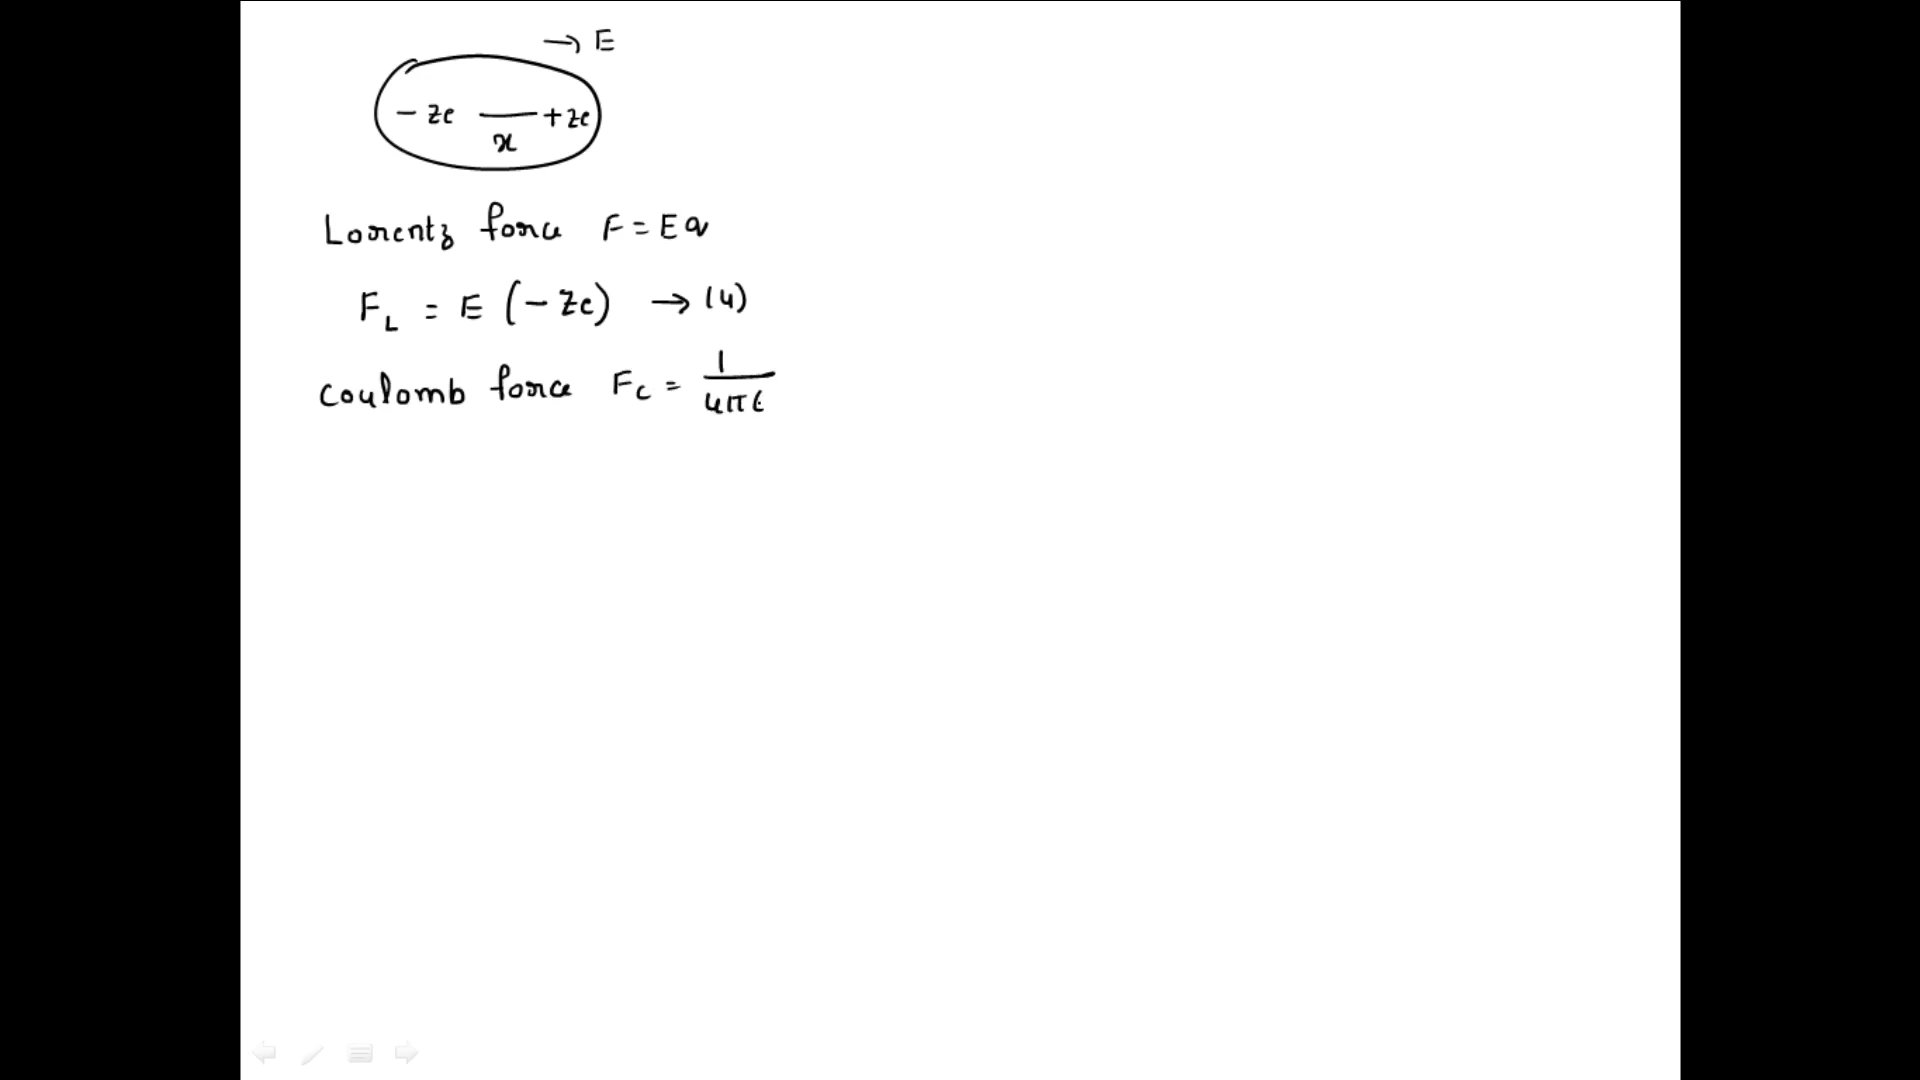 → E
- ze — x + ze
Lorentz force F = Eq
F_L = E (- ze) → (4)
Coulomb force F_C = 1/4πε